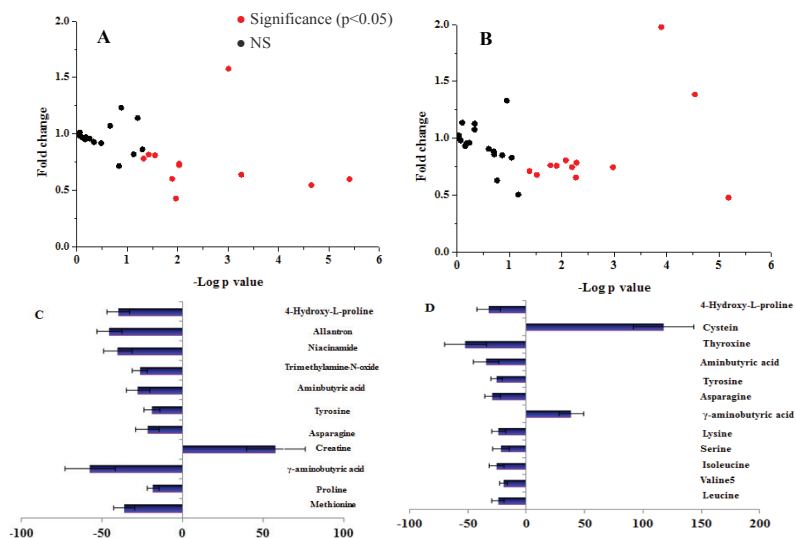 Significance (p<0.05)
NS
A
2.0
1.5
1.0
0.5
0.0
Fold change
0 1 2 3 4 5 6
-Log p value
B
2.0
1.5
1.0
0.5
0.0
Fold change
0 1 2 3 4 5 6
-Log p value
C
4-Hydroxy-L-proline
Allantron
Niacinamide
Trimethylamine-N-oxide
Aminbutyric acid
Tyrosine
Asparagine
Creatine
γ-aminobutyric acid
Proline
Methionine
-100 -50 0 50 100
D
4-Hydroxy-L-proline
Cystein
Thyroxine
Aminbutyric acid
Tyrosine
Asparagine
γ-aminobutyric acid
Lysine
Serine
Isoleucine
Valine5
Leucine
-100 -50 0 50 100 150 200